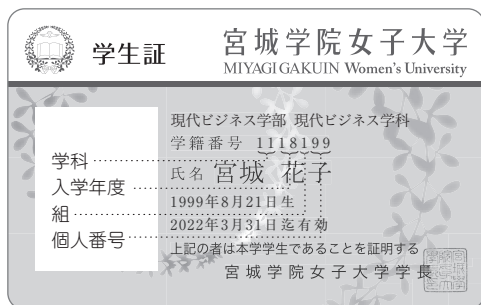 学生証
宮城学院女子大学
MIYAGI GAKUIN Women's University
現代ビジネス学部 現代ビジネス学科
学籍番号 1118199
氏名 宮城 花子
1999年8月21日生
2022年3月31日迄有効
上記の者は本学学生であることを証明する
宮城学院女子大学学長
学科
入学年度
組
個人番号